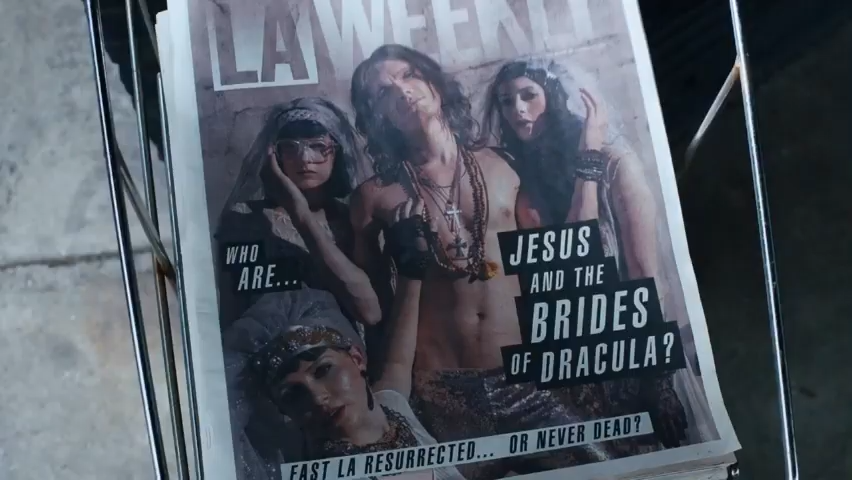 LA WEEKLY
WHO
ARE...
JESUS
AND THE
BRIDES
OF DRACULA?
EAST LA RESURRECTED... OR NEVER DEAD?